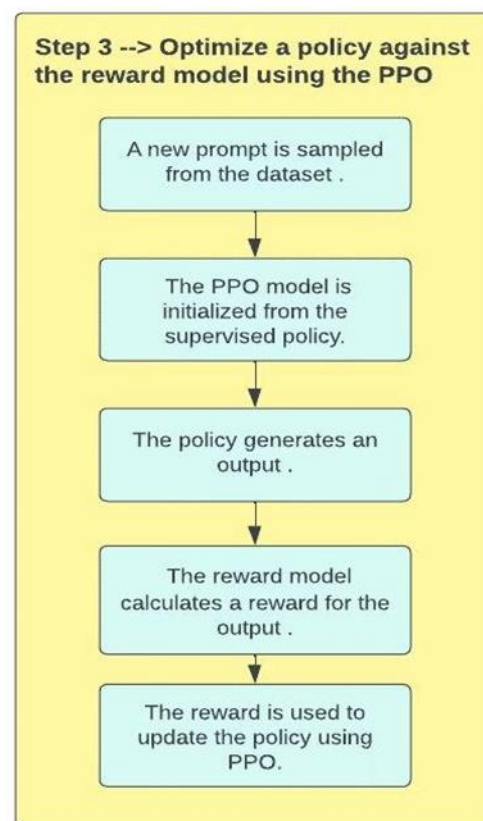 Step 3 --> Optimize a policy against
the reward model using the PPO
A new prompt is sampled
from the dataset .
The PPO model is
initialized from the
supervised policy.
The policy generates an
output .
The reward model
calculates a reward for the
output .
The reward is used to
update the policy using
PPO.